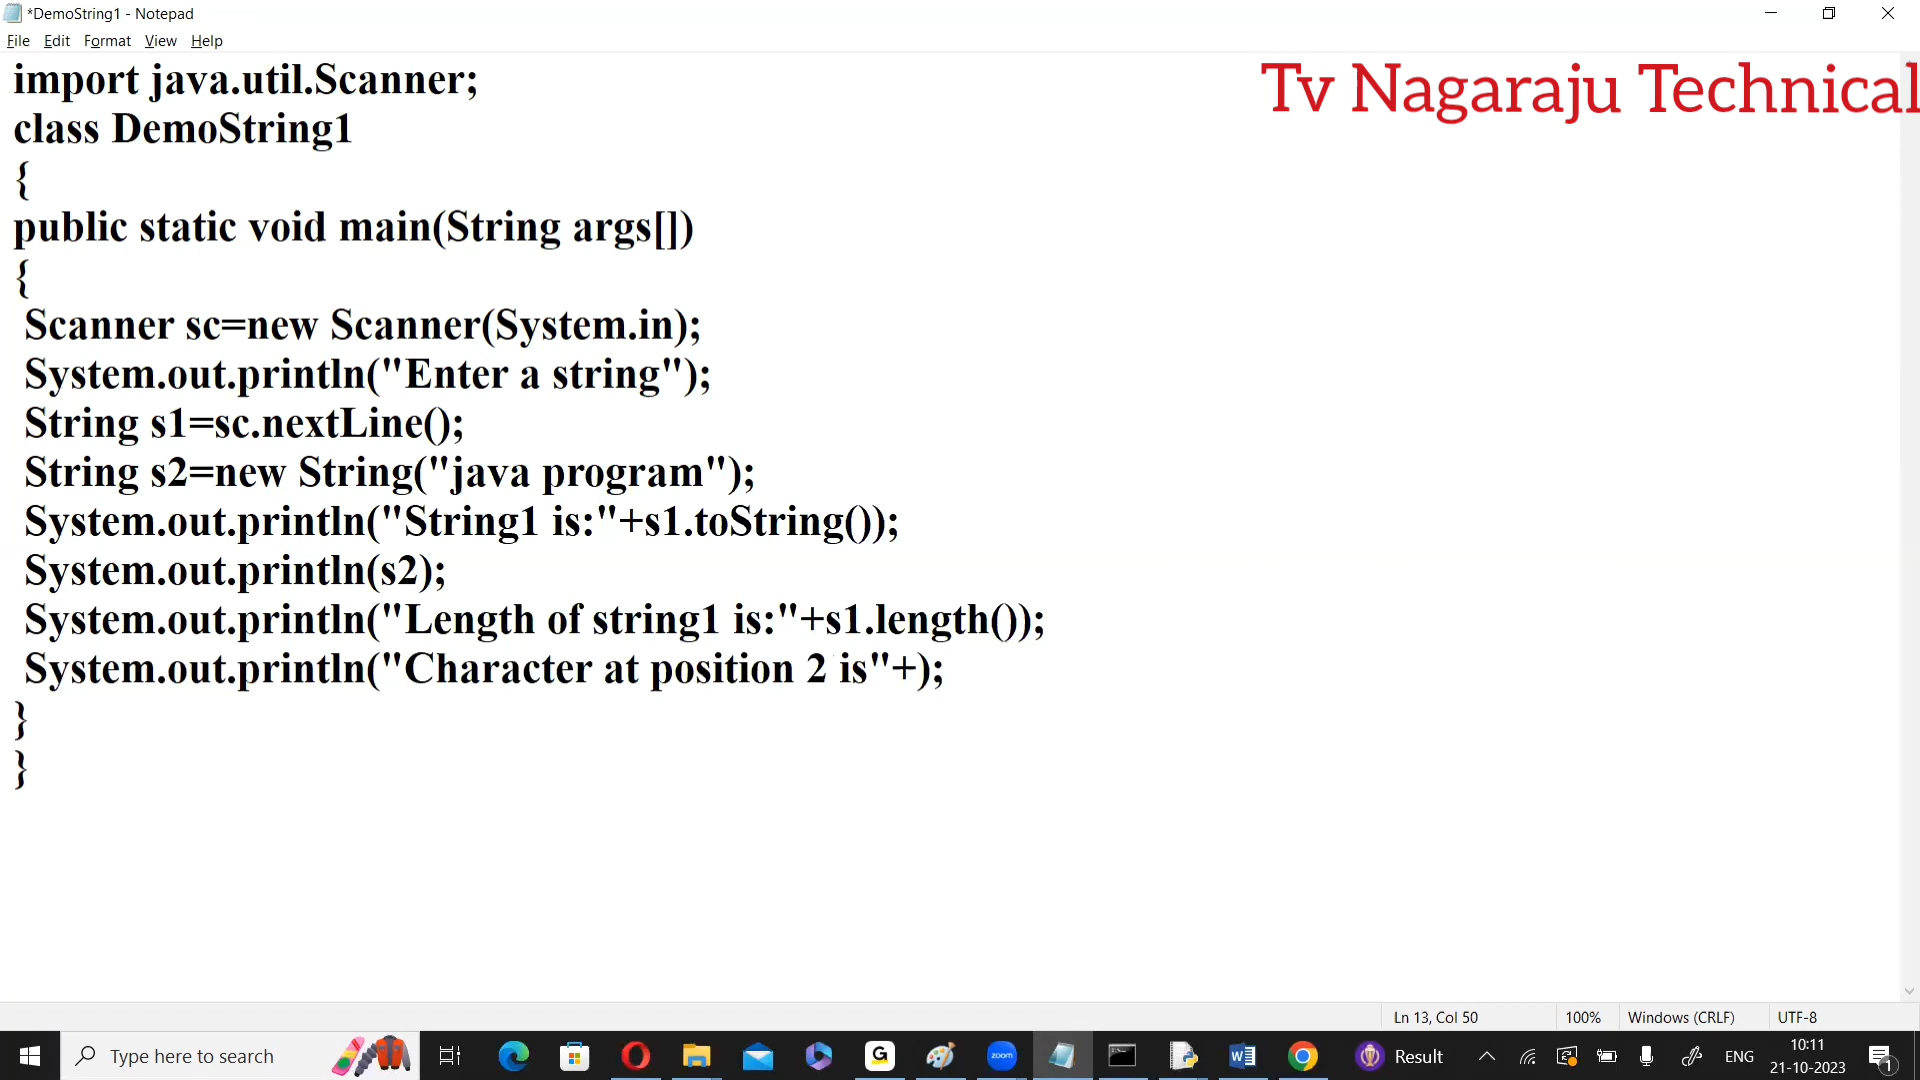 *DemoString1 - Notepad
File Edit Format View Help
import java.util.Scanner;
Tv Nagaraju Technical
class DemoString1
{
public static void main(String args[])
{
Scanner sc=new Scanner(System.in);
System.out.println("Enter a string");
String s1=sc.nextLine();
String s2=new String("java program");
System.out.println("String1 is:"+s1.toString());
System.out.println(s2);
System.out.println("Length of string1 is:"+s1.length());
System.out.println("Character at position 2 is"+);
}
}
Ln 13, Col 50 100% Windows (CRLF) UTF-8
Type here to search zoom Result ENG 10:11
21-10-2023 1